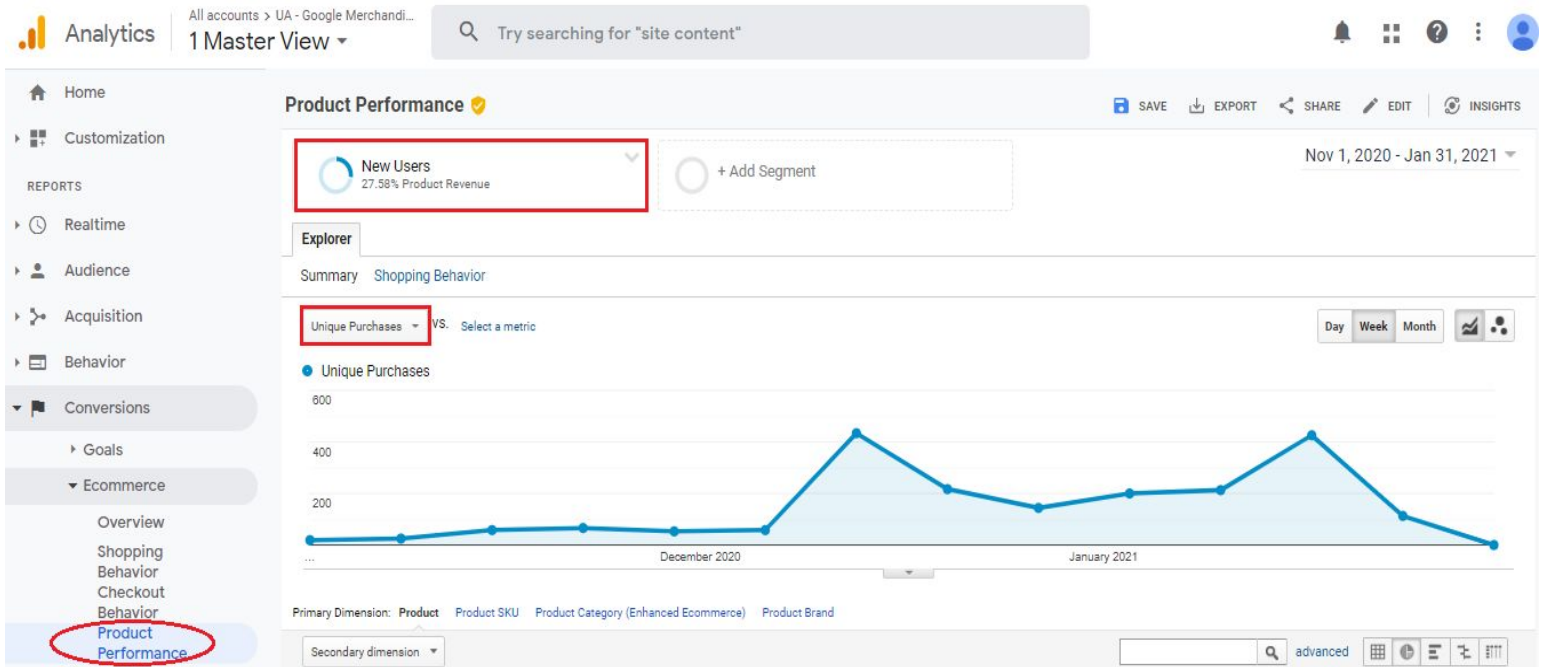 Analytics
All accounts > UA - Google Merchandi...
1 Master View
Try searching for "site content"
Home
Customization
REPORTS
Realtime
Audience
Acquisition
Behavior
Conversions
Goals
Ecommerce
Overview
Shopping
Behavior
Checkout
Behavior
Product
Performance
Product Performance
SAVE
EXPORT
SHARE
EDIT
INSIGHTS
New Users
27.58% Product Revenue
+ Add Segment
Nov 1, 2020 - Jan 31, 2021
Explorer
Summary Shopping Behavior
Unique Purchases VS. Select a metric
Day Week Month
Unique Purchases
600
400
200
... December 2020 January 2021
Primary Dimension: Product Product SKU Product Category (Enhanced Ecommerce) Product Brand
Secondary dimension
advanced